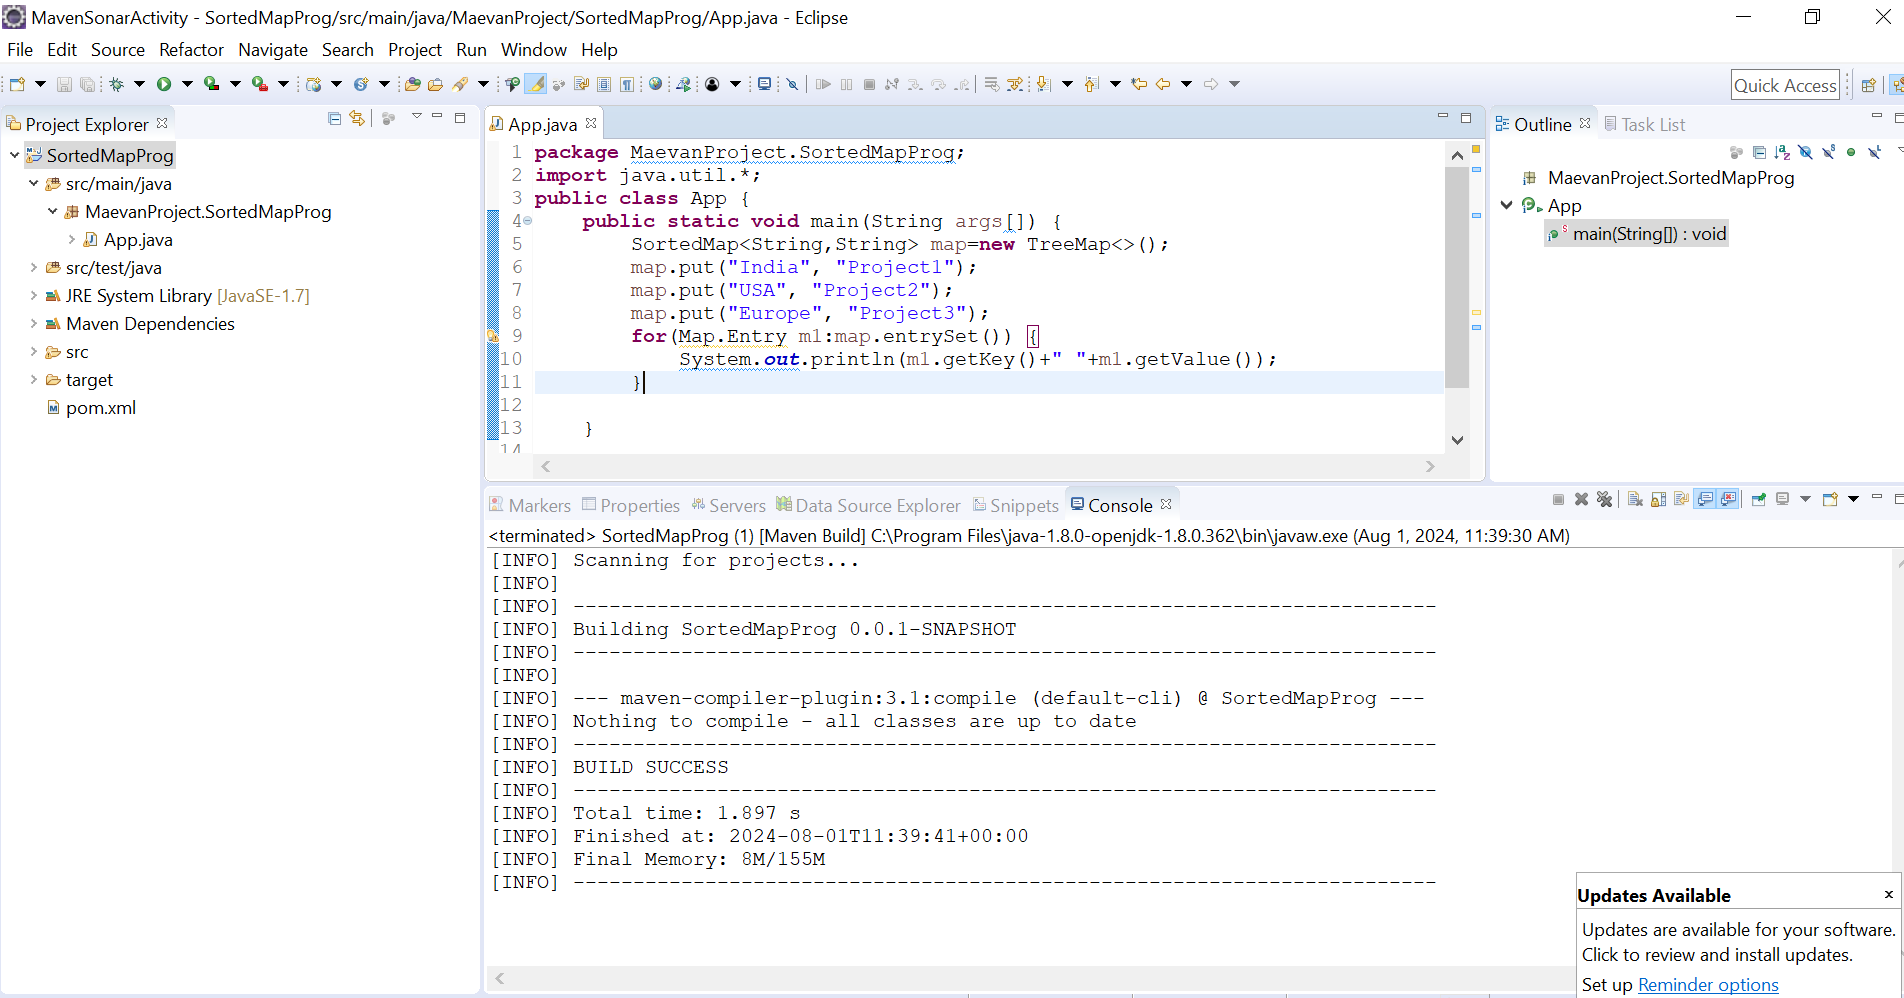 MavenSonarActivity - SortedMapProg/src/main/java/MaevanProject/SortedMapProg/App.java - Eclipse
File Edit Source Refactor Navigate Search Project Run Window Help
Quick Access
Project Explorer
SortedMapProg
src/main/java
MaevanProject.SortedMapProg
App.java
src/test/java
JRE System Library [JavaSE-1.7]
Maven Dependencies
src
target
pom.xml
App.java
1 package MaevanProject.SortedMapProg;
2 import java.util.*;
3 public class App {
4 public static void main(String args[]) {
5 SortedMap<String,String> map=new TreeMap<>();
6 map.put("India", "Project1");
7 map.put("USA", "Project2");
8 map.put("Europe", "Project3");
9 for(Map.Entry m1:map.entrySet()) {
10 System.out.println(m1.getKey()+" "+m1.getValue());
11 }
12
13 }
14
Outline Task List
MaevanProject.SortedMapProg
App
main(String[]) : void
Markers Properties Servers Data Source Explorer Snippets Console
<terminated> SortedMapProg (1) [Maven Build] C:\Program Files\java-1.8.0-openjdk-1.8.0.362\bin\javaw.exe (Aug 1, 2024, 11:39:30 AM)
[INFO] Scanning for projects...
[INFO]
[INFO] ------------------------------------------------------------------------
[INFO] Building SortedMapProg 0.0.1-SNAPSHOT
[INFO] ------------------------------------------------------------------------
[INFO]
[INFO] --- maven-compiler-plugin:3.1:compile (default-cli) @ SortedMapProg ---
[INFO] Nothing to compile - all classes are up to date
[INFO] ------------------------------------------------------------------------
[INFO] BUILD SUCCESS
[INFO] ------------------------------------------------------------------------
[INFO] Total time: 1.897 s
[INFO] Finished at: 2024-08-01T11:39:41+00:00
[INFO] Final Memory: 8M/155M
[INFO] ------------------------------------------------------------------------
Updates Available
Updates are available for your software.
Click to review and install updates.
Set up Reminder options